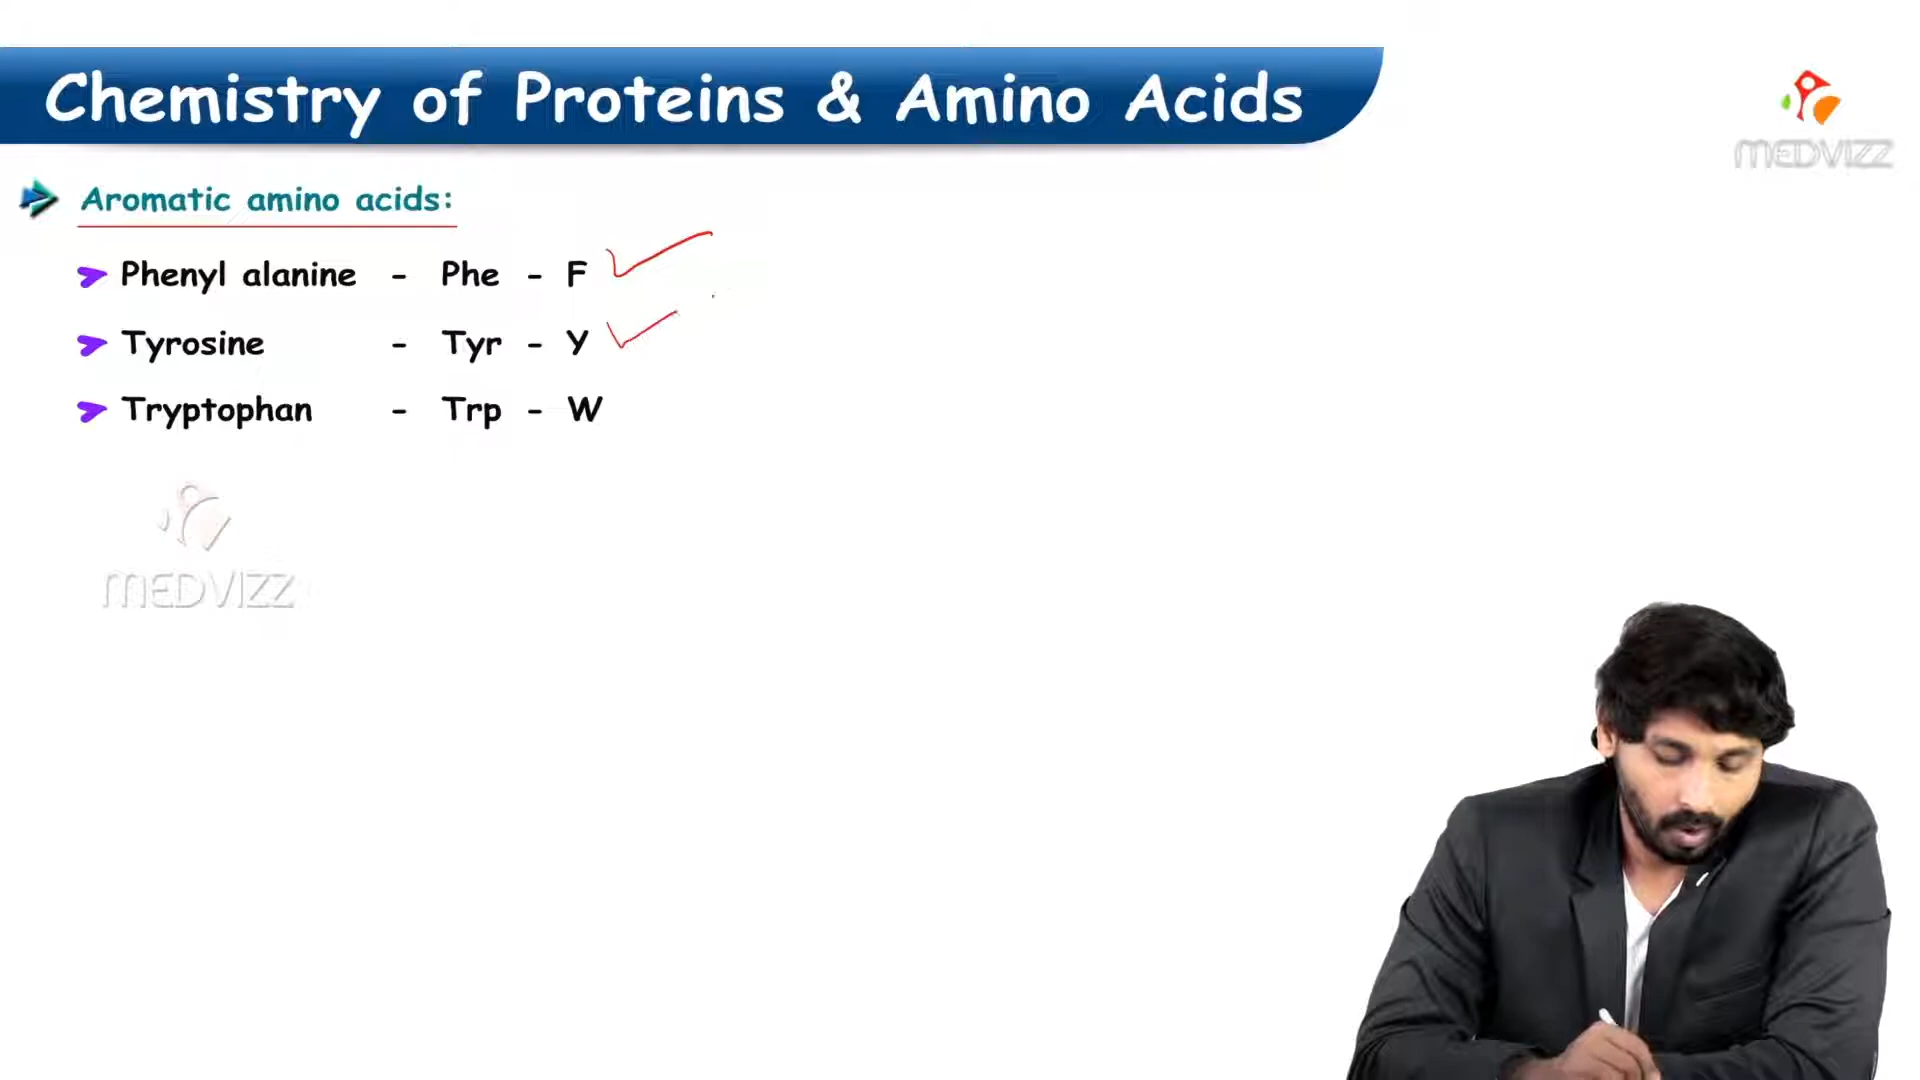 Chemistry of Proteins & Amino Acids
MEDVIZZ
Aromatic amino acids:
Phenyl alanine - Phe - F
Tyrosine - Tyr - Y
Tryptophan - Trp - W
MEDVIZZ